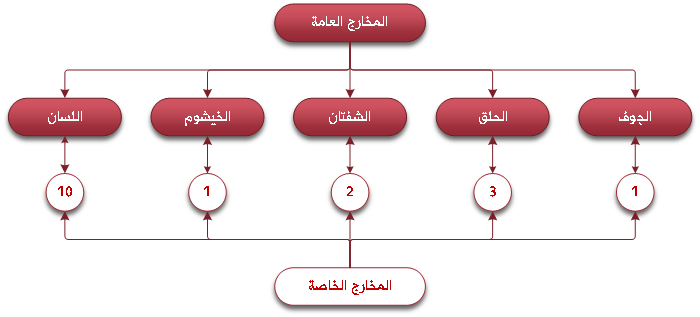 المخارج العامة
الجوف
الحلق
الشفتان
الخيشوم
اللسان
1
3
2
1
10
المخارج الخاصة